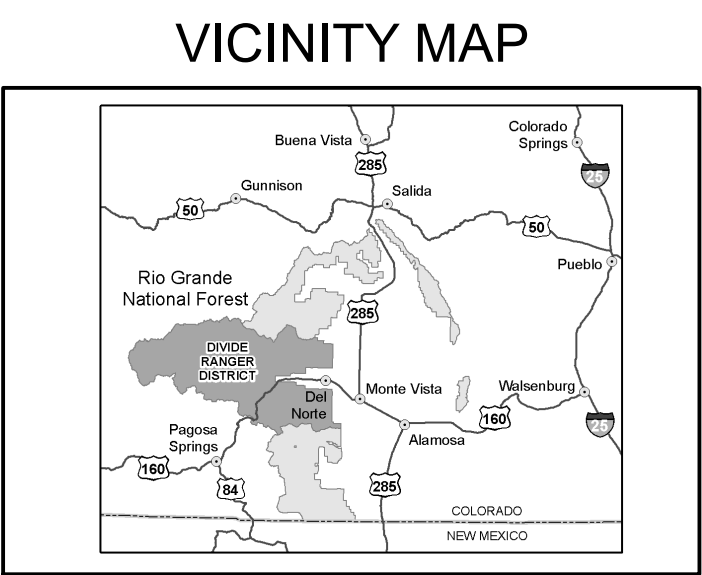 VICINITY MAP
Colorado
Springs
Buena Vista
285
25
Gunnison
Salida
50
50
Pueblo
Rio Grande
National Forest
285
DIVIDE
RANGER
DISTRICT
Monte Vista
Walsenburg
Del
Norte
160
25
Pagosa
Springs
Alamosa
160
84
285
COLORADO
NEW MEXICO